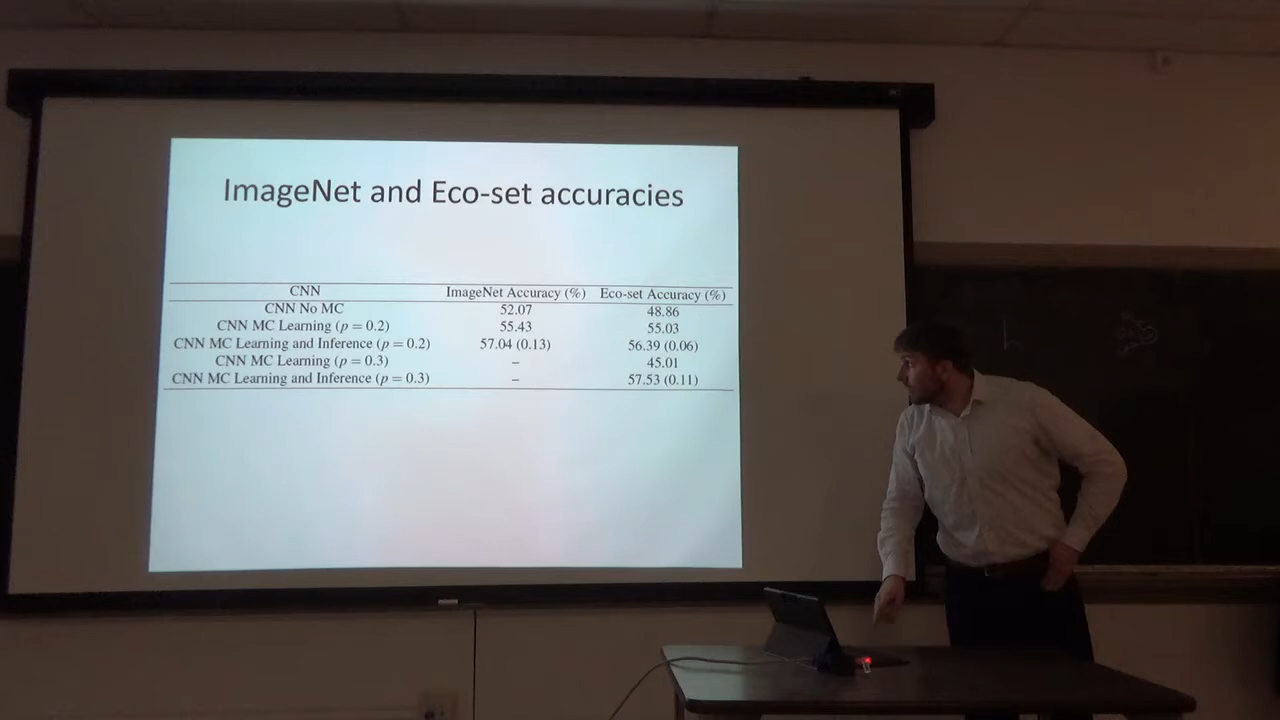 ImageNet and Eco-set accuracies
CNN ImageNet Accuracy (%) Eco-set Accuracy (%)
CNN No MC 52.07 48.86
CNN MC Learning (p = 0.2) 55.43 55.03
CNN MC Learning and Inference (p = 0.2) 57.04 (0.13) 56.39 (0.06)
CNN MC Learning (p = 0.3) – 45.01
CNN MC Learning and Inference (p = 0.3) – 57.53 (0.11)